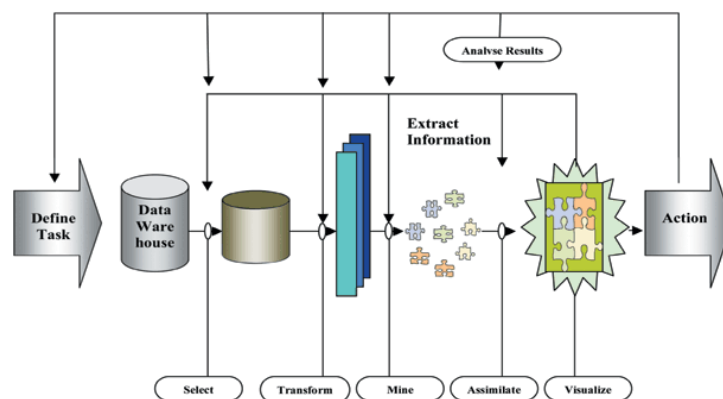 Analyse Results
Extract
Information
Define
Task
Data
Ware
house
Action
Select
Transform
Mine
Assimilate
Visualize